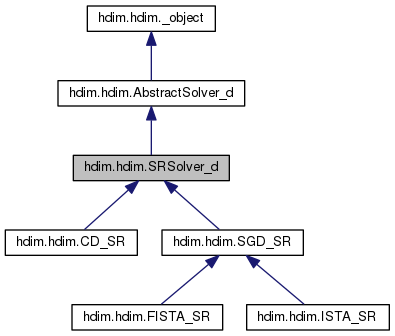 hdim.hdim._object
hdim.hdim.AbstractSolver_d
hdim.hdim.SRSolver_d
hdim.hdim.CD_SR
hdim.hdim.SGD_SR
hdim.hdim.FISTA_SR
hdim.hdim.ISTA_SR